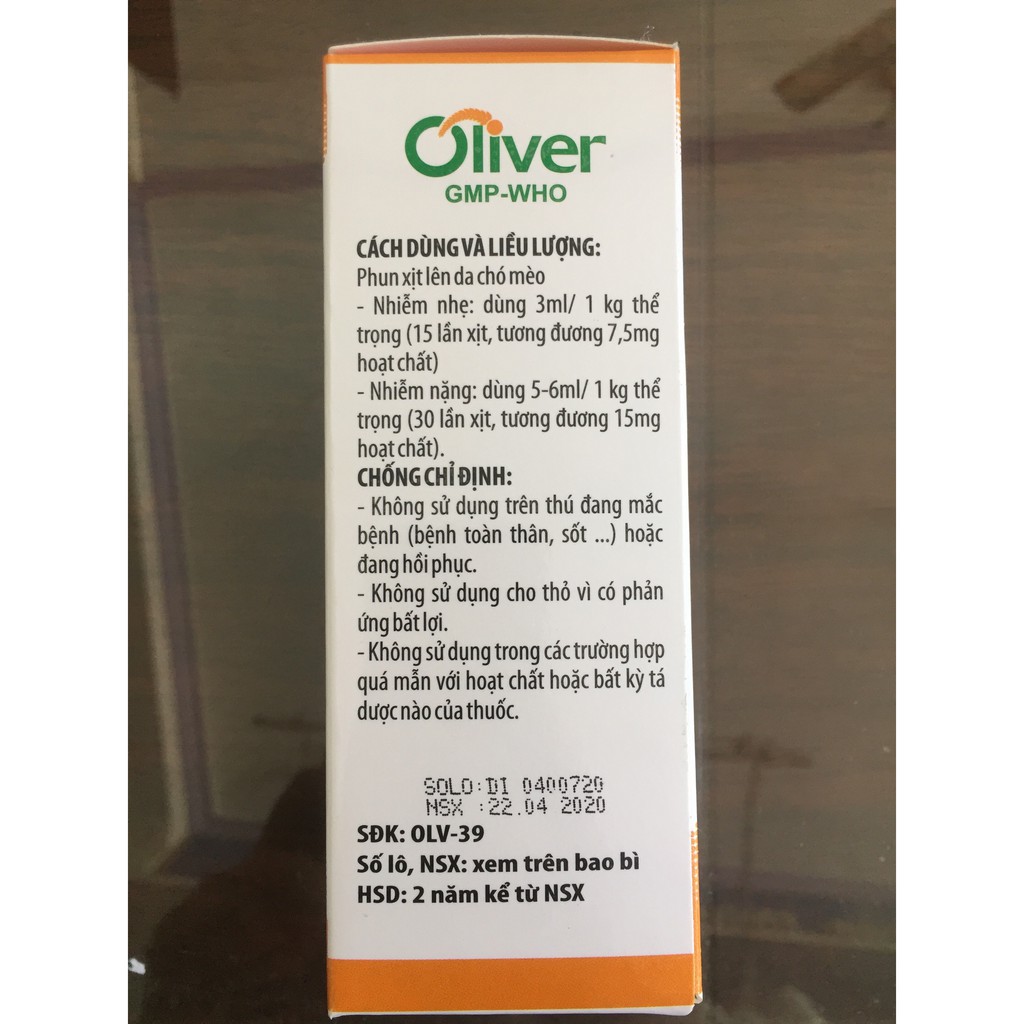 Oliver
GMP-WHO
CÁCH DÙNG VÀ LIỀU LƯỢNG:
Phun xịt lên da chó mèo
- Nhiễm nhẹ: dùng 3ml/ 1 kg thể
trọng (15 lần xịt, tương đương 7,5mg
hoạt chất)
- Nhiễm nặng: dùng 5-6ml/ 1 kg thể
trọng (30 lần xịt, tương đương 15mg
hoạt chất).
CHỐNG CHỈ ĐỊNH:
- Không sử dụng trên thú đang mắc
bệnh (bệnh toàn thân, sốt ...) hoặc
đang hồi phục.
- Không sử dụng cho thỏ vì có phản
ứng bất lợi.
- Không sử dụng trong các trường hợp
quá mẫn với hoạt chất hoặc bất kỳ tá
dược nào của thuốc.
SOLO:DI 0400720
NSX :22.04 2020
SĐK: OLV-39
Số lô, NSX: xem trên bao bì
HSD: 2 năm kể từ NSX